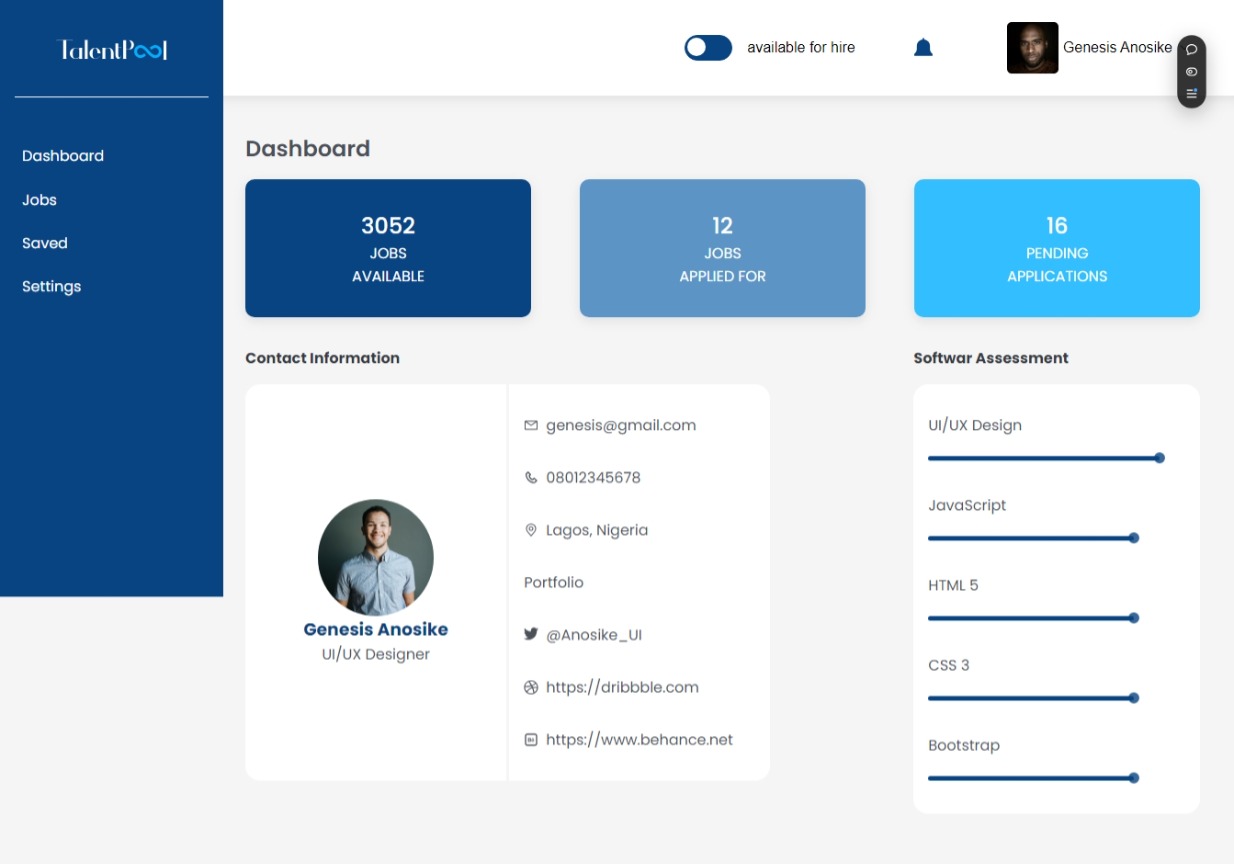 TalentPool
available for hire
Genesis Anosike
Dashboard
Jobs
Saved
Settings
Dashboard
3052
JOBS
AVAILABLE
12
JOBS
APPLIED FOR
16
PENDING
APPLICATIONS
Contact Information
Genesis Anosike
UI/UX Designer
genesis@gmail.com
08012345678
Lagos, Nigeria
Portfolio
@Anosike_UI
https://dribbble.com
https://www.behance.net
Softwar Assessment
UI/UX Design
JavaScript
HTML 5
CSS 3
Bootstrap